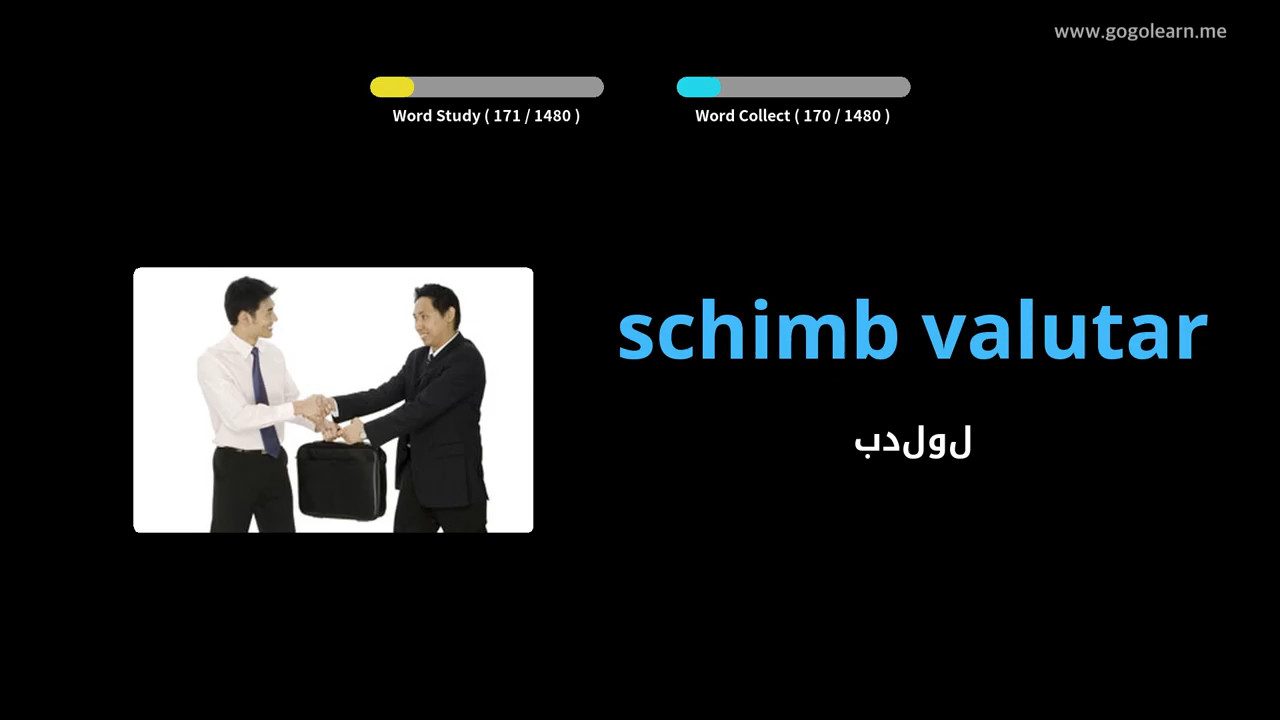 www.gogolearn.me
Word Study ( 171 / 1480 )
Word Collect ( 170 / 1480 )
schimb valutar
لولدب